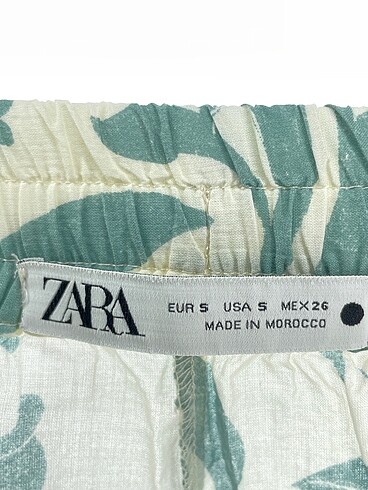 ZARA
EUR S USA S MEX 26
MADE IN MOROCCO